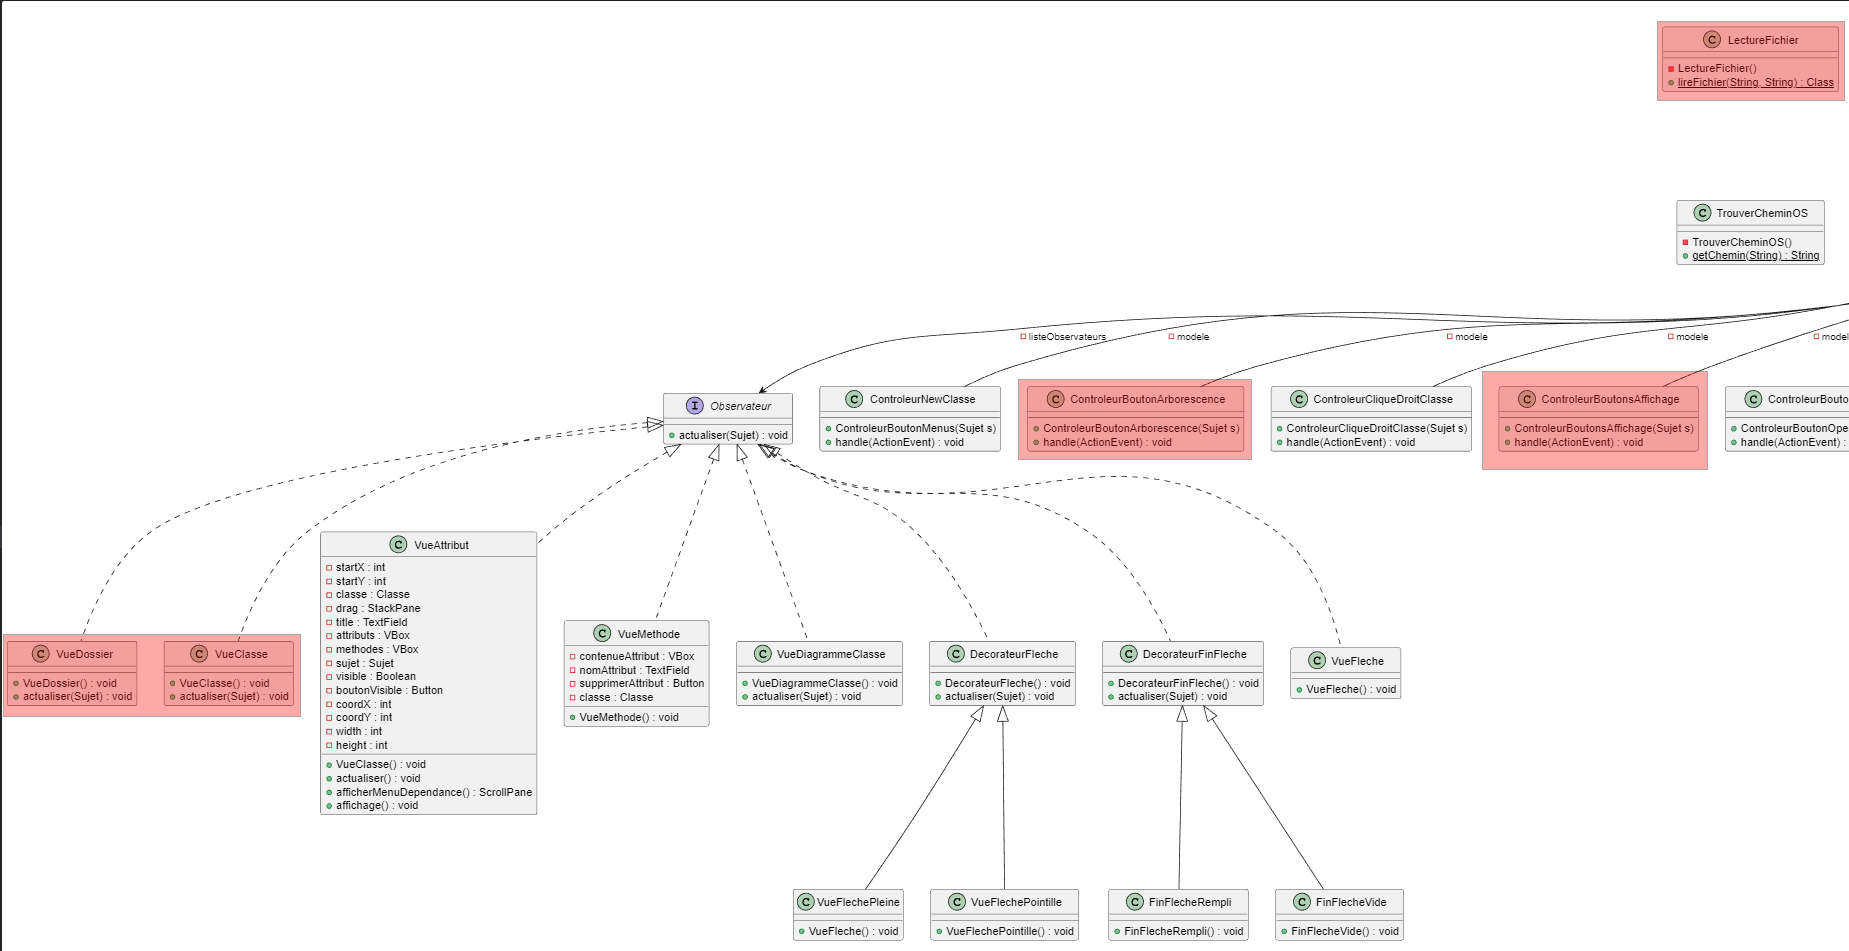 C LectureFichier
LectureFichier()
lireFichier(String, String) : Class
C TrouverCheminOS
TrouverCheminOS()
getChemin(String) : String
listeObservateurs
modele
modele
modele
model
I Observateur
actualiser(Sujet) : void
C ControleurNewClasse
ControleurBoutonMenus(Sujet s)
handle(ActionEvent) : void
C ControleurBoutonArborescence
ControleurBoutonArborescence(Sujet s)
handle(ActionEvent) : void
C ControleurCliqueDroitClasse
ControleurCliqueDroitClasse(Sujet s)
handle(ActionEvent) : void
C ControleurBoutonsAffichage
ControleurBoutonsAffichage(Sujet s)
handle(ActionEvent) : void
C ControleurBouto
ControleurBoutonOpe
handle(ActionEvent) :
C VueDossier
VueDossier() : void
actualiser(Sujet) : void
C VueClasse
VueClasse() : void
actualiser(Sujet) : void
C VueAttribut
startX : int
startY : int
classe : Classe
drag : StackPane
title : TextField
attributs : VBox
methodes : VBox
sujet : Sujet
visible : Boolean
boutonVisible : Button
coordX : int
coordY : int
width : int
height : int
VueClasse() : void
actualiser() : void
afficherMenuDependance() : ScrollPane
affichage() : void
C VueMethode
contenueAttribut : VBox
nomAttribut : TextField
supprimerAttribut : Button
classe : Classe
VueMethode() : void
C VueDiagrammeClasse
VueDiagrammeClasse() : void
actualiser(Sujet) : void
C DecorateurFleche
DecorateurFleche() : void
actualiser(Sujet) : void
C DecorateurFinFleche
DecorateurFinFleche() : void
actualiser(Sujet) : void
C VueFleche
VueFleche() : void
C VueFlechePleine
VueFleche() : void
C VueFlechePointille
VueFlechePointille() : void
C FinFlecheRempli
FinFlecheRempli() : void
C FinFlecheVide
FinFlecheVide() : void